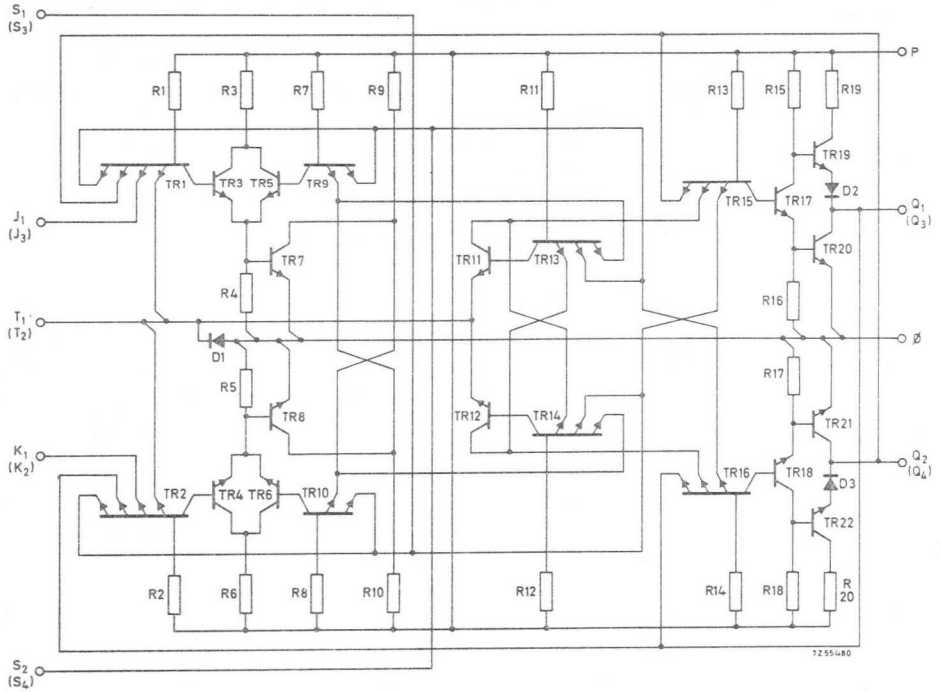 S1
(S3)
P
R1 R3 R7 R9 R11 R13 R15 R19
TR19
TR1 TR3 TR5 TR9 TR15 TR17 D2
J1
(J3)
Q1
(Q3)
TR7 TR11 TR13 TR20
R4 R16
T1
(T2)
D1
Ø
R5 R17
TR8 TR12 TR14 TR21
K1
(K2)
Q2
(Q4)
TR2 TR4 TR6 TR10 TR16 TR18 D3
TR22
R2 R6 R8 R10 R12 R14 R18 R
20
7Z55480
S2
(S4)